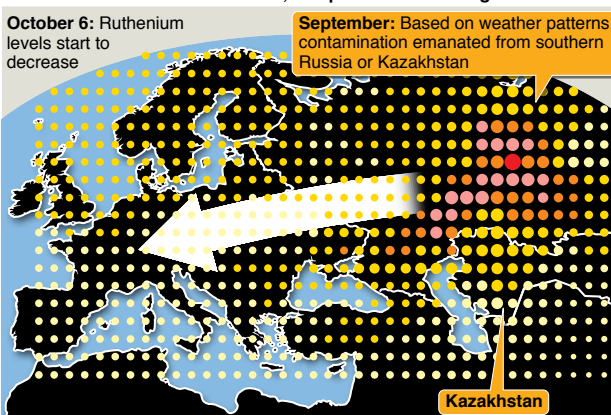 October 6: Ruthenium
levels start to
decrease
September: Based on weather patterns
contamination emanated from southern
Russia or Kazakhstan
Kazakhstan